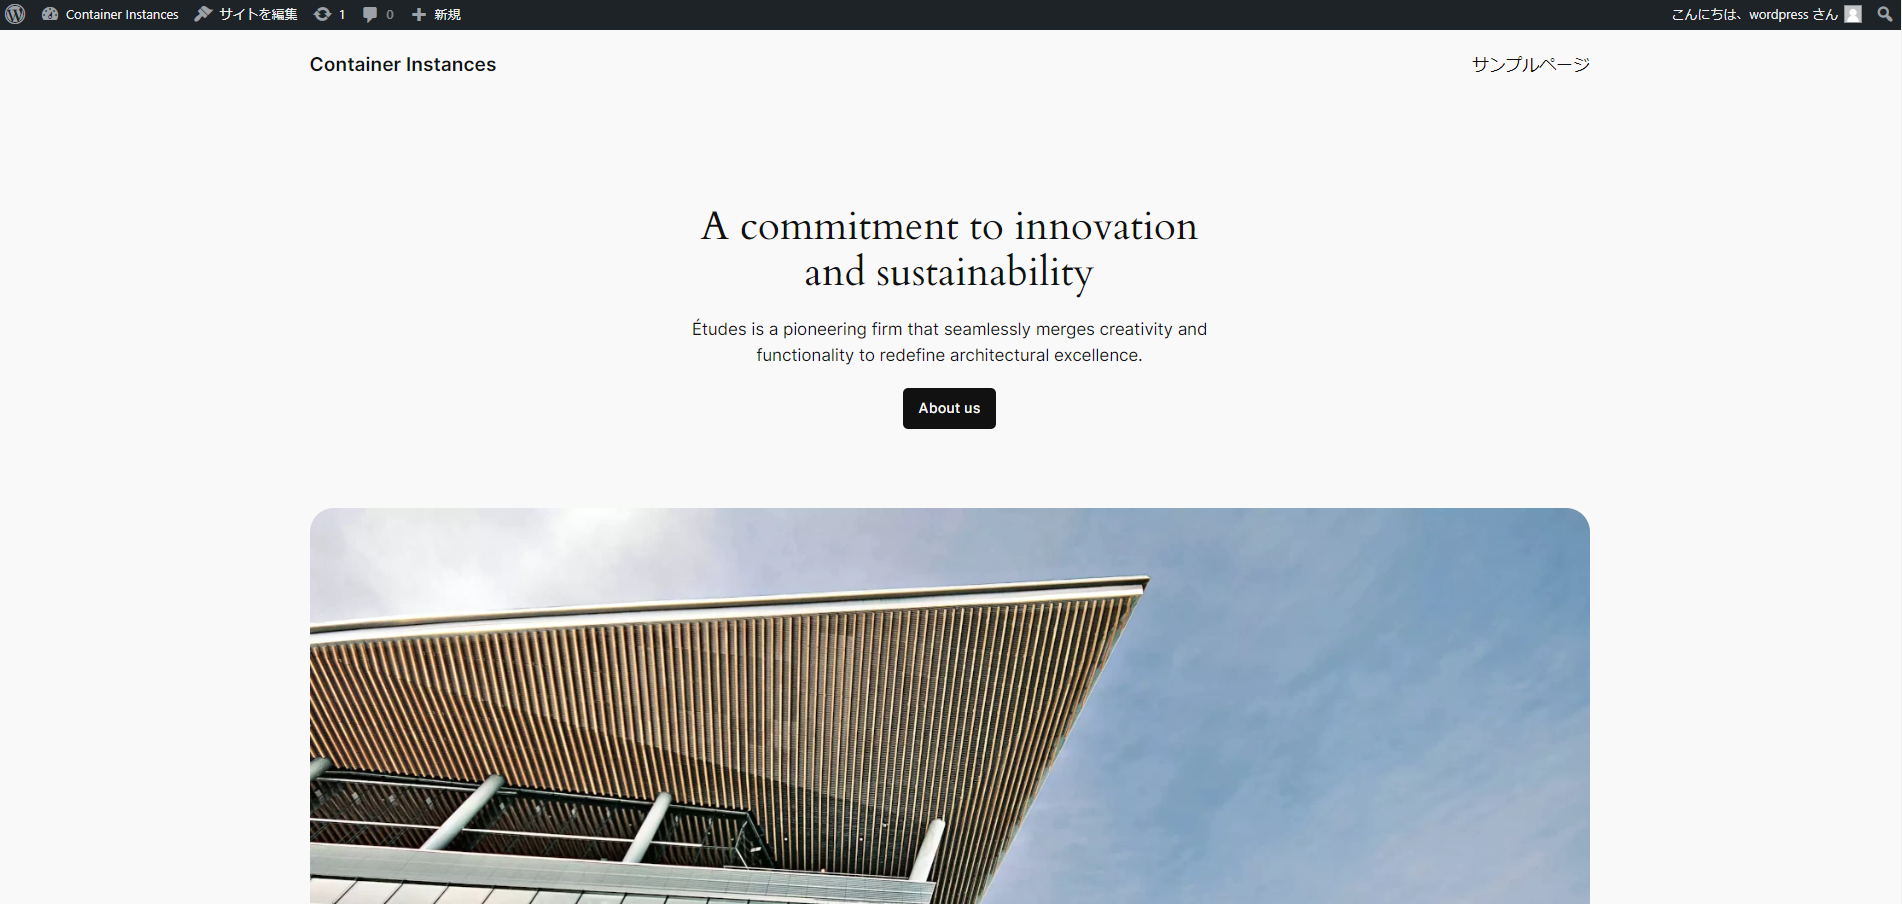 Container Instances サイトを編集 1 0 新規 こんにちは、wordpress さん
Container Instances サンプルページ
A commitment to innovation
and sustainability
Études is a pioneering firm that seamlessly merges creativity and
functionality to redefine architectural excellence.
About us